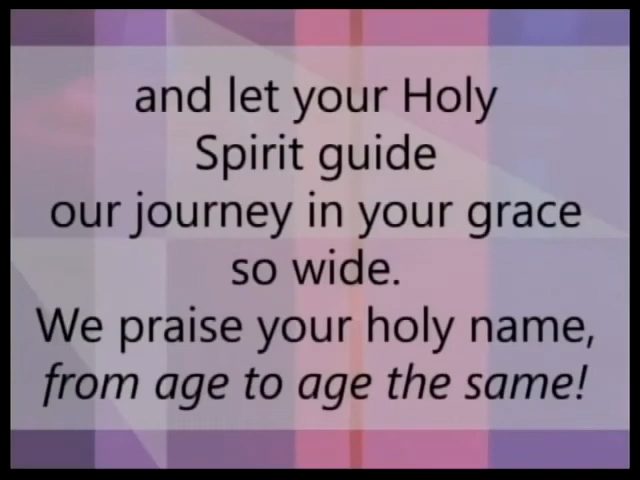 and let your Holy
Spirit guide
our journey in your grace
so wide.
We praise your holy name,
from age to age the same!